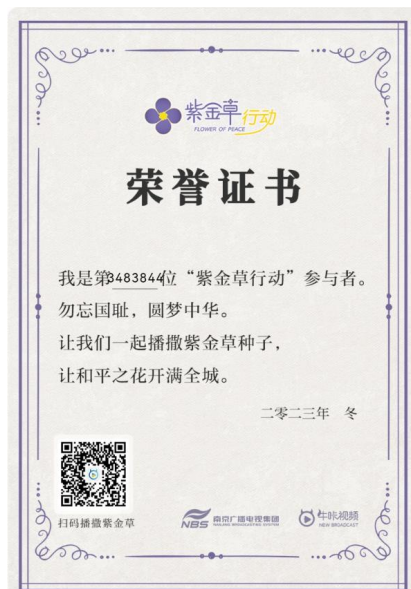 紫金草行动
FLOWER OF PEACE
荣誉证书
我是第3483844位“紫金草行动”参与者。
勿忘国耻，圆梦中华。
让我们一起播撒紫金草种子，
让和平之花开满全城。
二零二三年 冬
扫码播撒紫金草
NBS 南京广播电视集团
NANJING BROADCASTING SYSTEM
牛咔视频
NEW BROADCAST